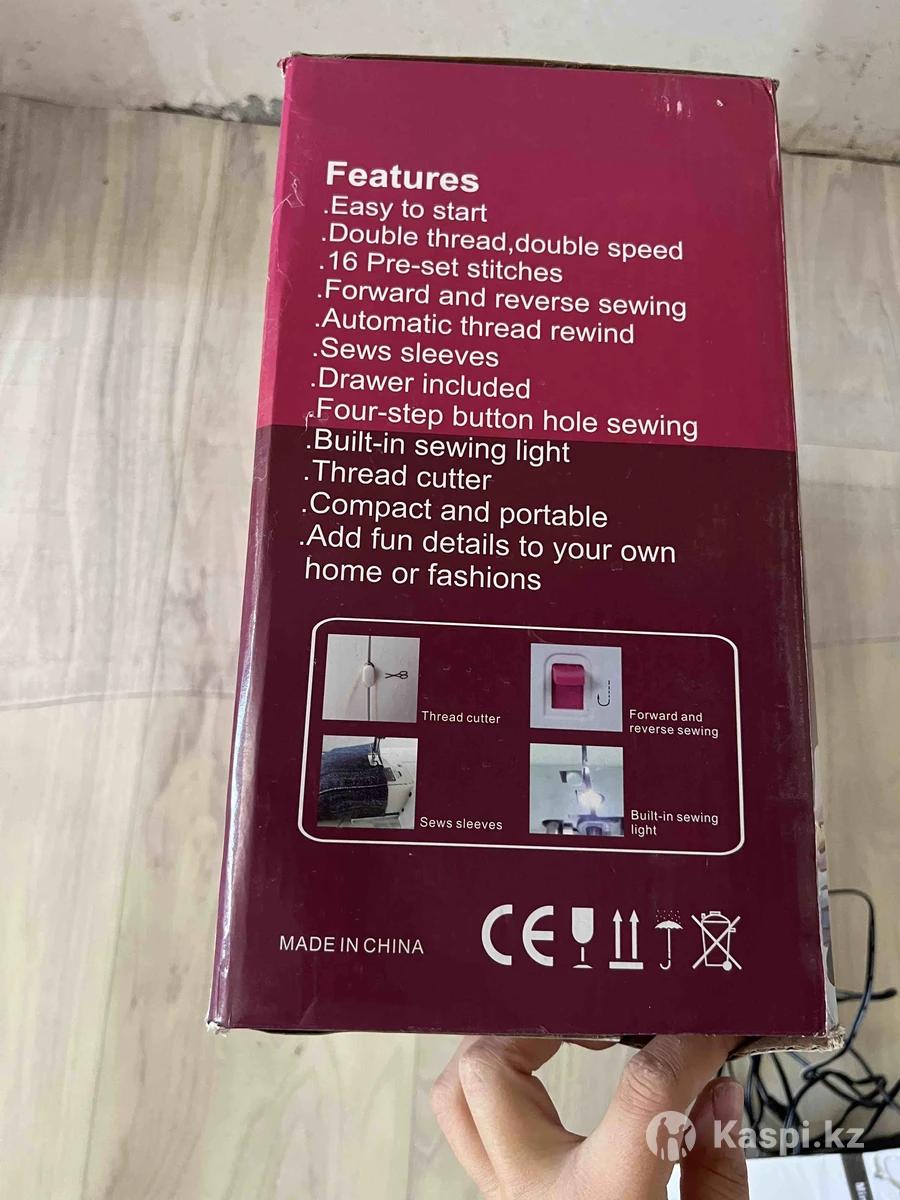 Features
.Easy to start
.Double thread,double speed
.16 Pre-set stitches
.Forward and reverse sewing
.Automatic thread rewind
.Sews sleeves
.Drawer included
.Four-step button hole sewing
.Built-in sewing light
.Thread cutter
.Compact and portable
.Add fun details to your own
home or fashions
Thread cutter
Forward and
reverse sewing
Sews sleeves
Built-in sewing
light
MADE IN CHINA
CE
Kaspi.kz